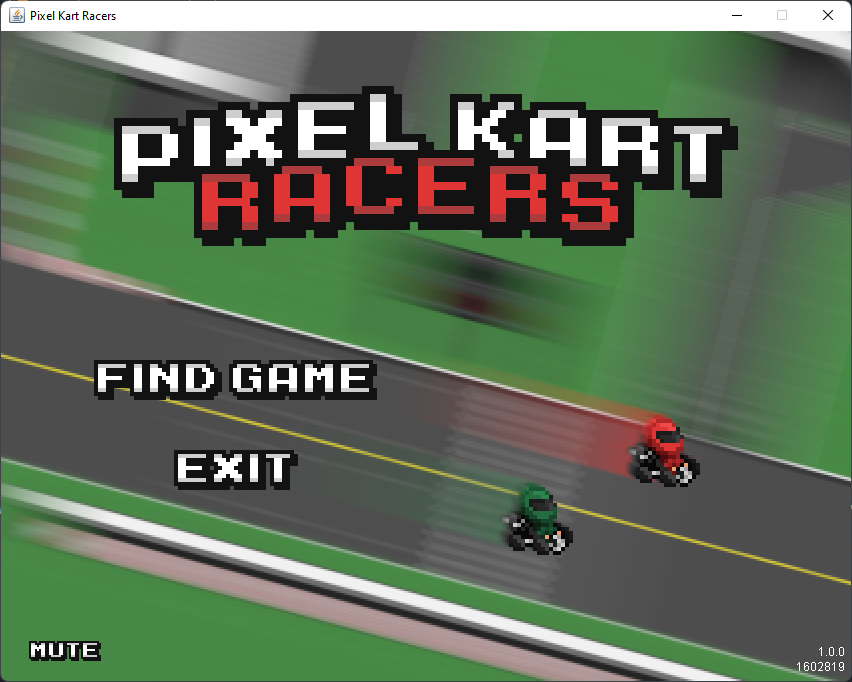 Pixel Kart Racers
PIXEL KART
RACERS
FIND GAME
EXIT
MUTE
1.0.0
1602819